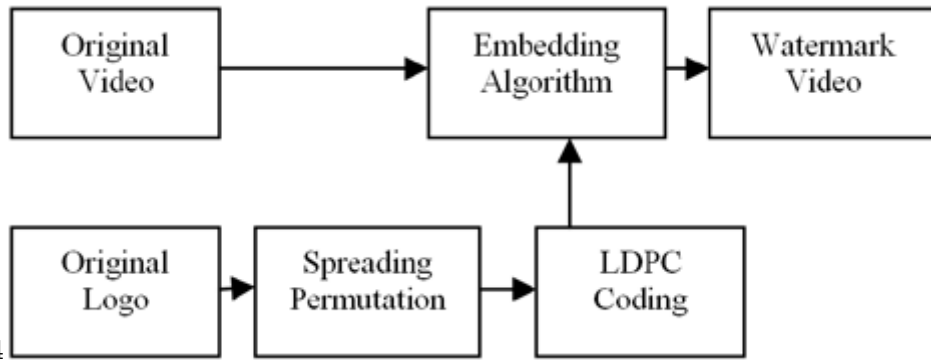 Original
Video
Embedding
Algorithm
Watermark
Video
Original
Logo
Spreading
Permutation
LDPC
Coding